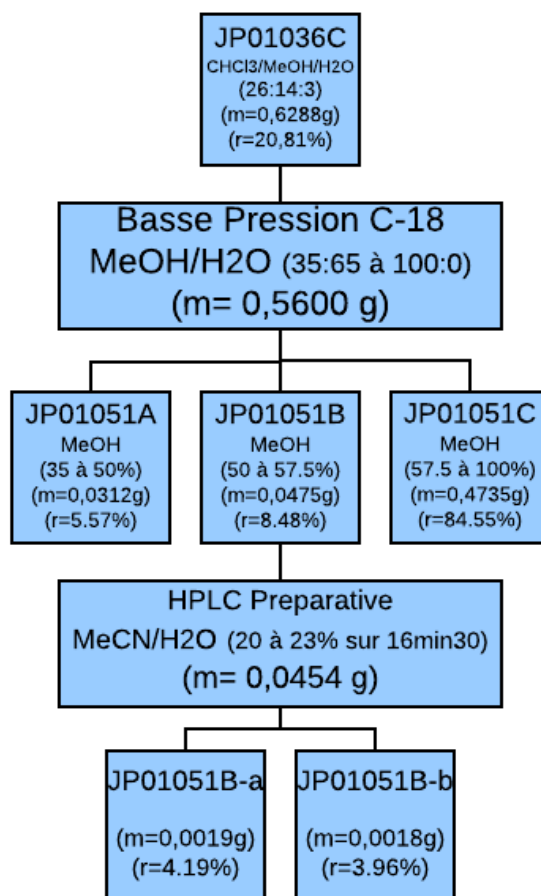 JP01036C
CHCl3/MeOH/H2O
(26:14:3)
(m=0,6288g)
(r=20,81%)
Basse Pression C-18
MeOH/H2O (35:65 à 100:0)
(m= 0,5600 g)
JP01051A
MeOH
(35 à 50%)
(m=0,0312g)
(r=5.57%)
JP01051B
MeOH
(50 à 57.5%)
(m=0,0475g)
(r=8.48%)
JP01051C
MeOH
(57.5 à 100%)
(m=0,4735g)
(r=84.55%)
HPLC Preparative
MeCN/H2O (20 à 23% sur 16min30)
(m= 0,0454 g)
JP01051B-a
(m=0,0019g)
(r=4.19%)
JP01051B-b
(m=0,0018g)
(r=3.96%)